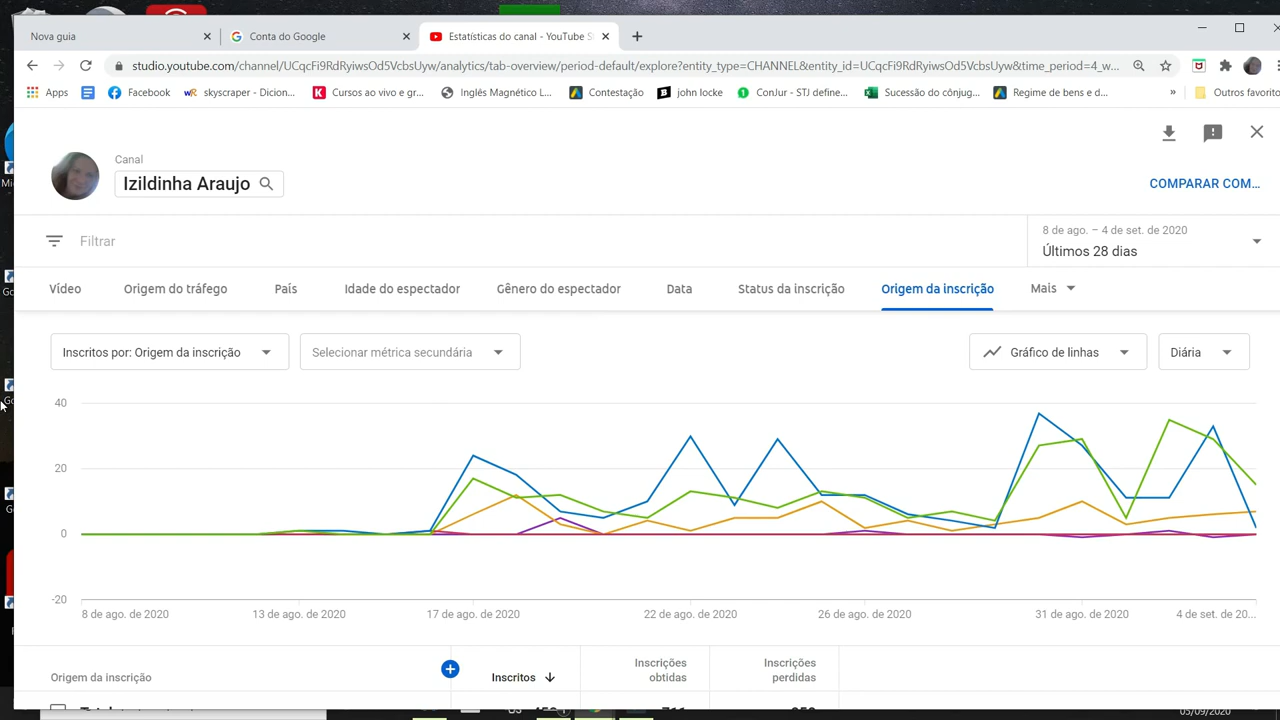 Nova guia
Conta do Google
Estatísticas do canal - YouTube S
studio.youtube.com/channel/UCqcFi9RdRyiwsOd5VcbsUyw/analytics/tab-overview/period-default/explore?entity_type=CHANNEL&entity_id=UCqcFi9RdRyiwsOd5VcbsUyw&time_period=4_w...
Apps Facebook skyscraper - Dicion... Cursos ao vivo e gr... Inglês Magnético L... Contestação john locke ConJur - STJ define... Sucessão do cônjug... Regime de bens e d... » Outros favorito
Canal
Izildinha Araujo
COMPARAR COM...
Filtrar
8 de ago. – 4 de set. de 2020
Últimos 28 dias
Vídeo Origem do tráfego País Idade do espectador Gênero do espectador Data Status da inscrição Origem da inscrição Mais
Inscritos por: Origem da inscrição Selecionar métrica secundária Gráfico de linhas Diária
40
20
0
-20
8 de ago. de 2020 13 de ago. de 2020 17 de ago. de 2020 22 de ago. de 2020 26 de ago. de 2020 31 de ago. de 2020 4 de set. de 20...
Origem da inscrição
Inscritos
Inscrições obtidas
Inscrições perdidas
05/09/2020